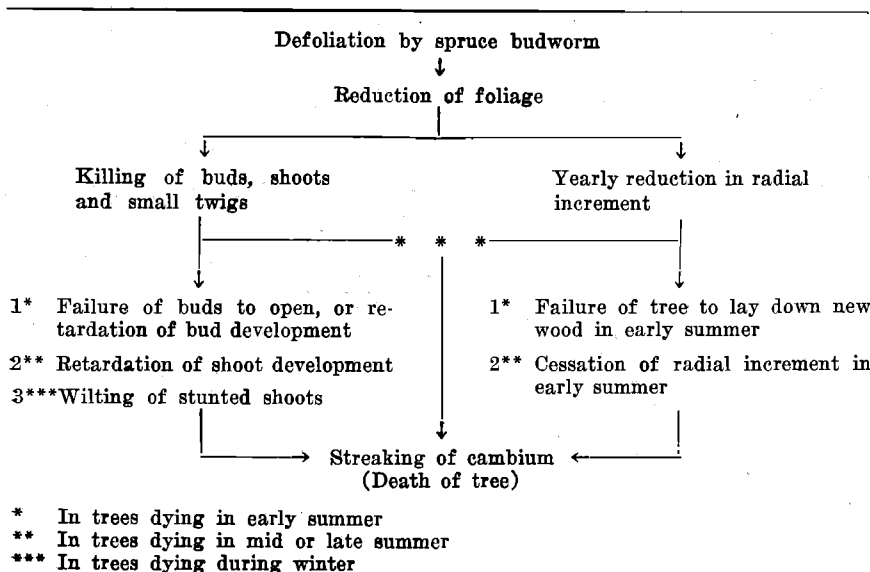 Defoliation by spruce budworm
↓
Reduction of foliage
↓ ↓
Killing of buds, shoots
and small twigs
Yearly reduction in radial
increment
* * *
↓ ↓
1* Failure of buds to open, or re-
tardation of bud development
2** Retardation of shoot development
3***Wilting of stunted shoots
1* Failure of tree to lay down new
wood in early summer
2** Cessation of radial increment in
early summer
↓
→ Streaking of cambium ←
(Death of tree)
* In trees dying in early summer
** In trees dying in mid or late summer
*** In trees dying during winter